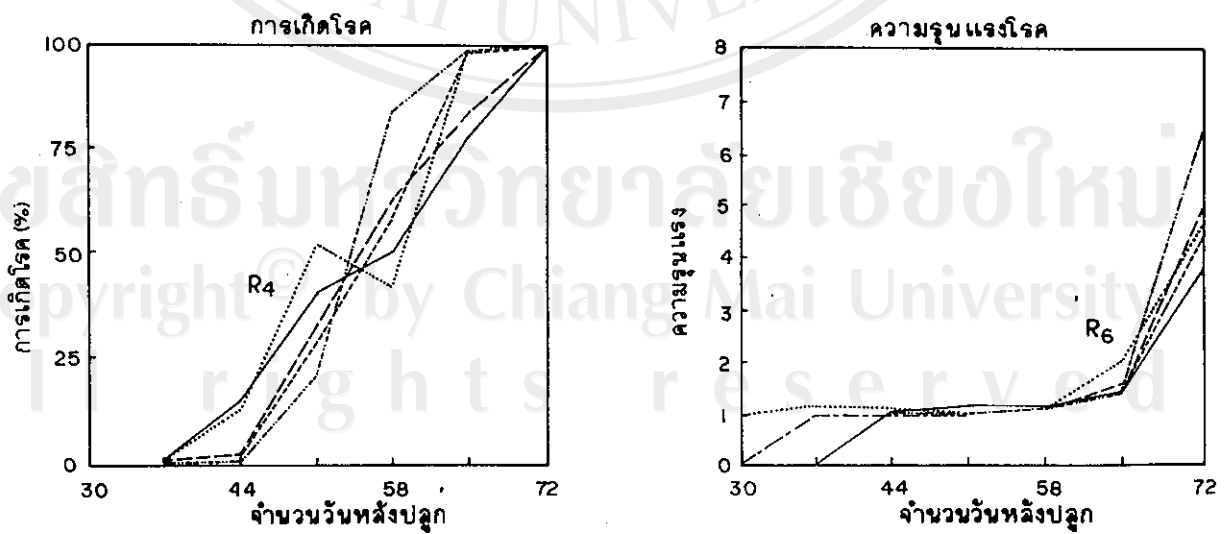 MAI UNIVER
การเกิดโรค
การเกิดโรค (%)
100
75
50
25
0
R4
30 44 58 72
จำนวนวันหลังปลูก
ความรุนแรงโรค
ความรุนแรง
8
7
6
5
4
3
2
1
0
R6
30 44 58 72
จำนวนวันหลังปลูก
ขสิทธิ์มหาวิทยาลัยเชียงใหม่
pyright© by Chiang Mai University
l rights reserved